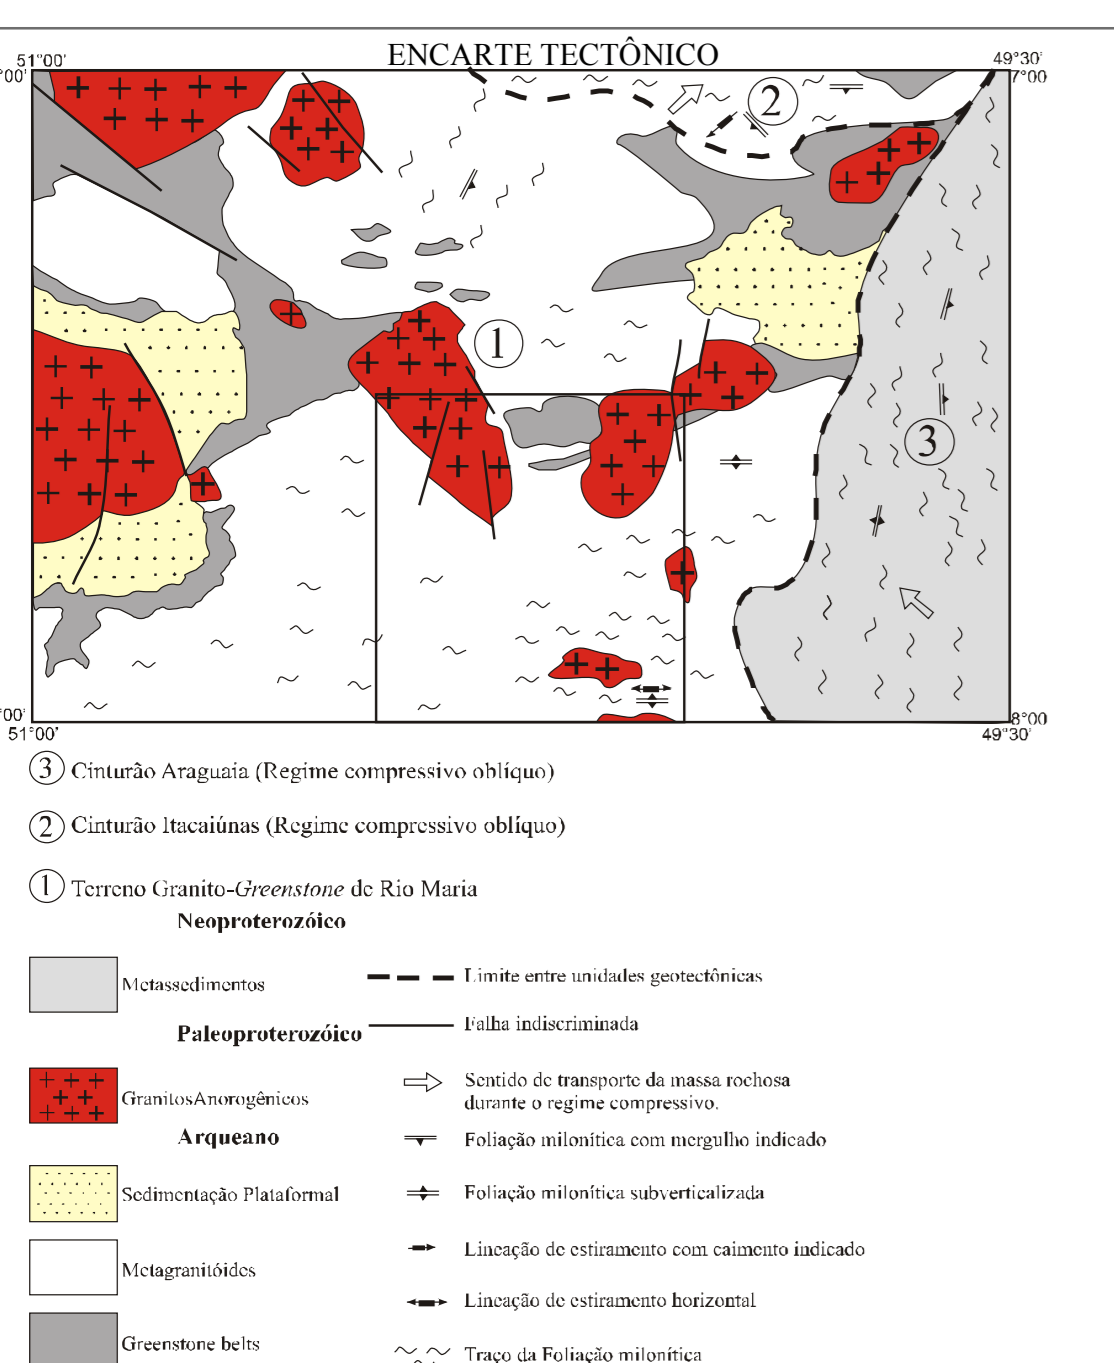 ENCARTE TECTÔNICO
51°00'
49°30'
00'
7°00'
2
1
3
00'
8°00
51°00'
49°30'
3 Cinturão Araguaia (Regime compressivo oblíquo)
2 Cinturão Itacaiúnas (Regime compressivo oblíquo)
1 Terreno Granito-Greenstone de Rio Maria
Neoproterozóico
Metassedimentos
Limite entre unidades geotectônicas
Paleoproterozóico
Falha indiscriminada
GranitosAnorogênicos
Sentido de transporte da massa rochosa
durante o regime compressivo.
Arqueano
Foliação milonítica com mergulho indicado
Sedimentação Plataformal
Foliação milonítica subverticalizada
Metagranitóides
Lineação de estiramento com caimento indicado
Lineação de estiramento horizontal
Greenstone belts
Traço da Foliação milonítica